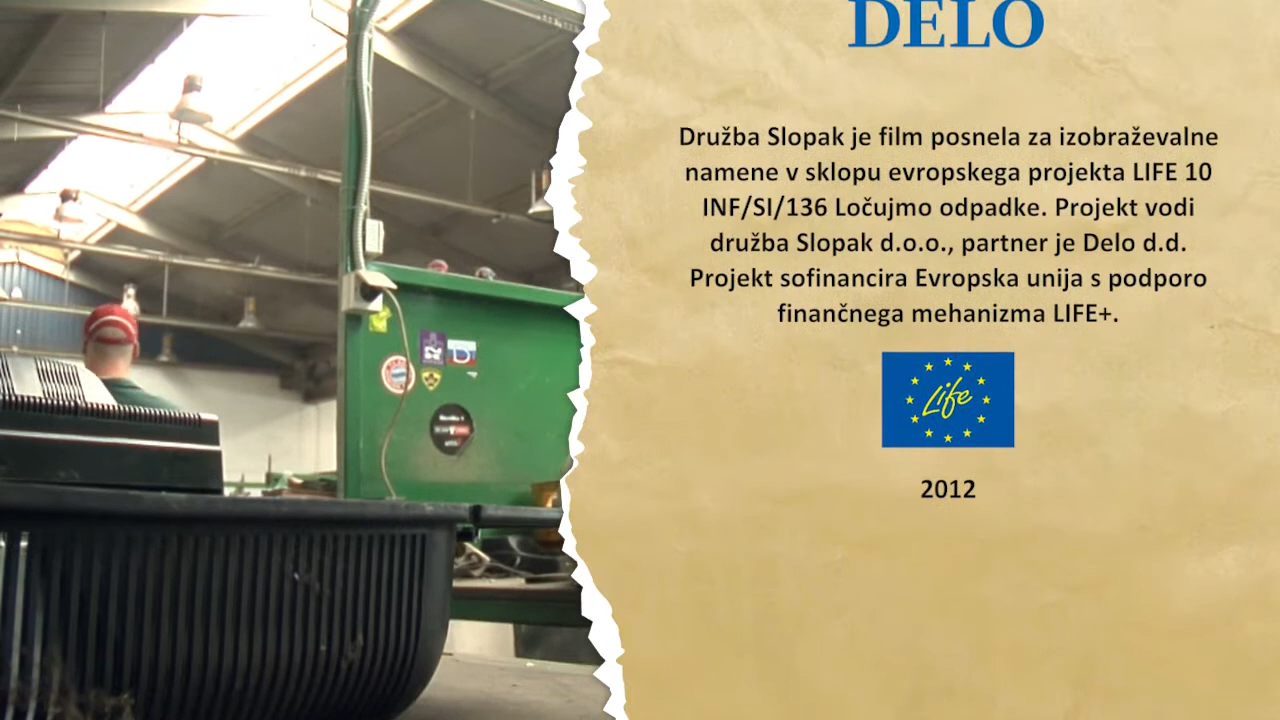 DELO
Družba Slopak je film posnela za izobraževalne
namene v sklopu evropskega projekta LIFE 10
INF/SI/136 Ločujmo odpadke. Projekt vodi
družba Slopak d.o.o., partner je Delo d.d.
Projekt sofinancira Evropska unija s podporo
finančnega mehanizma LIFE+.
Life
2012